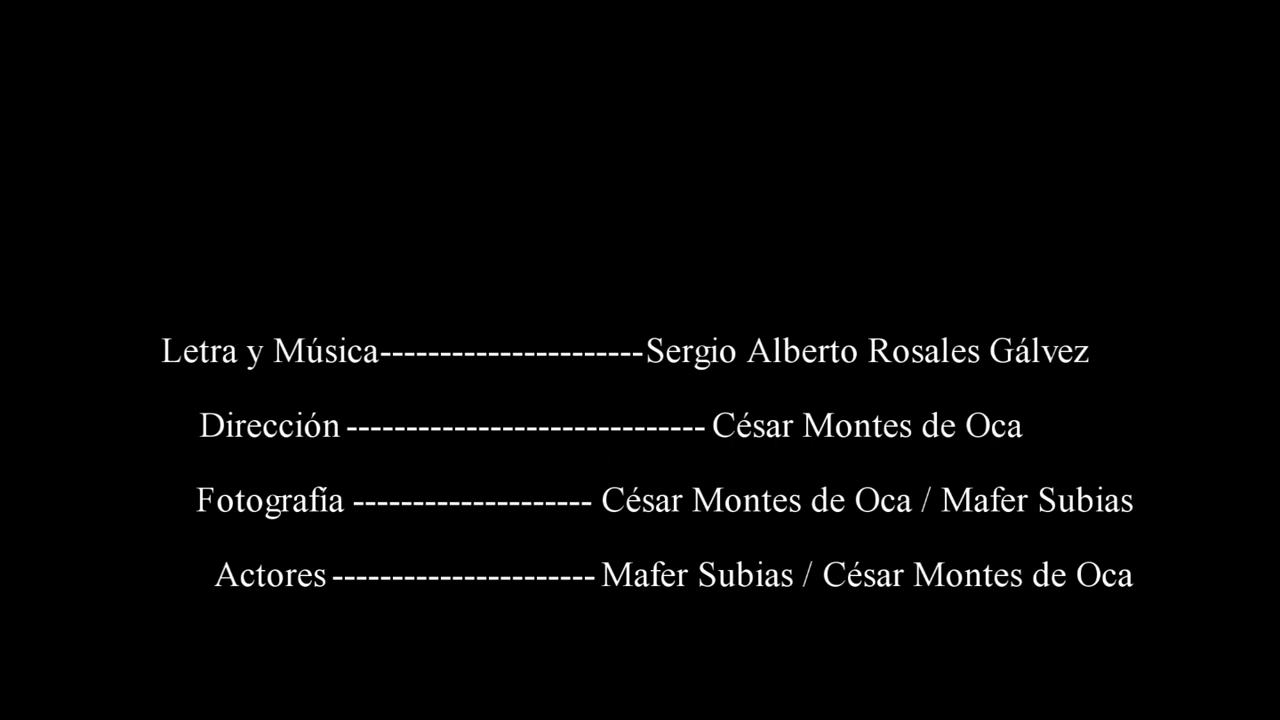 Letra y Música----------------------Sergio Alberto Rosales Gálvez
Dirección ------------------------------ César Montes de Oca
Fotografía -------------------- César Montes de Oca / Mafer Subias
Actores ---------------------- Mafer Subias / César Montes de Oca